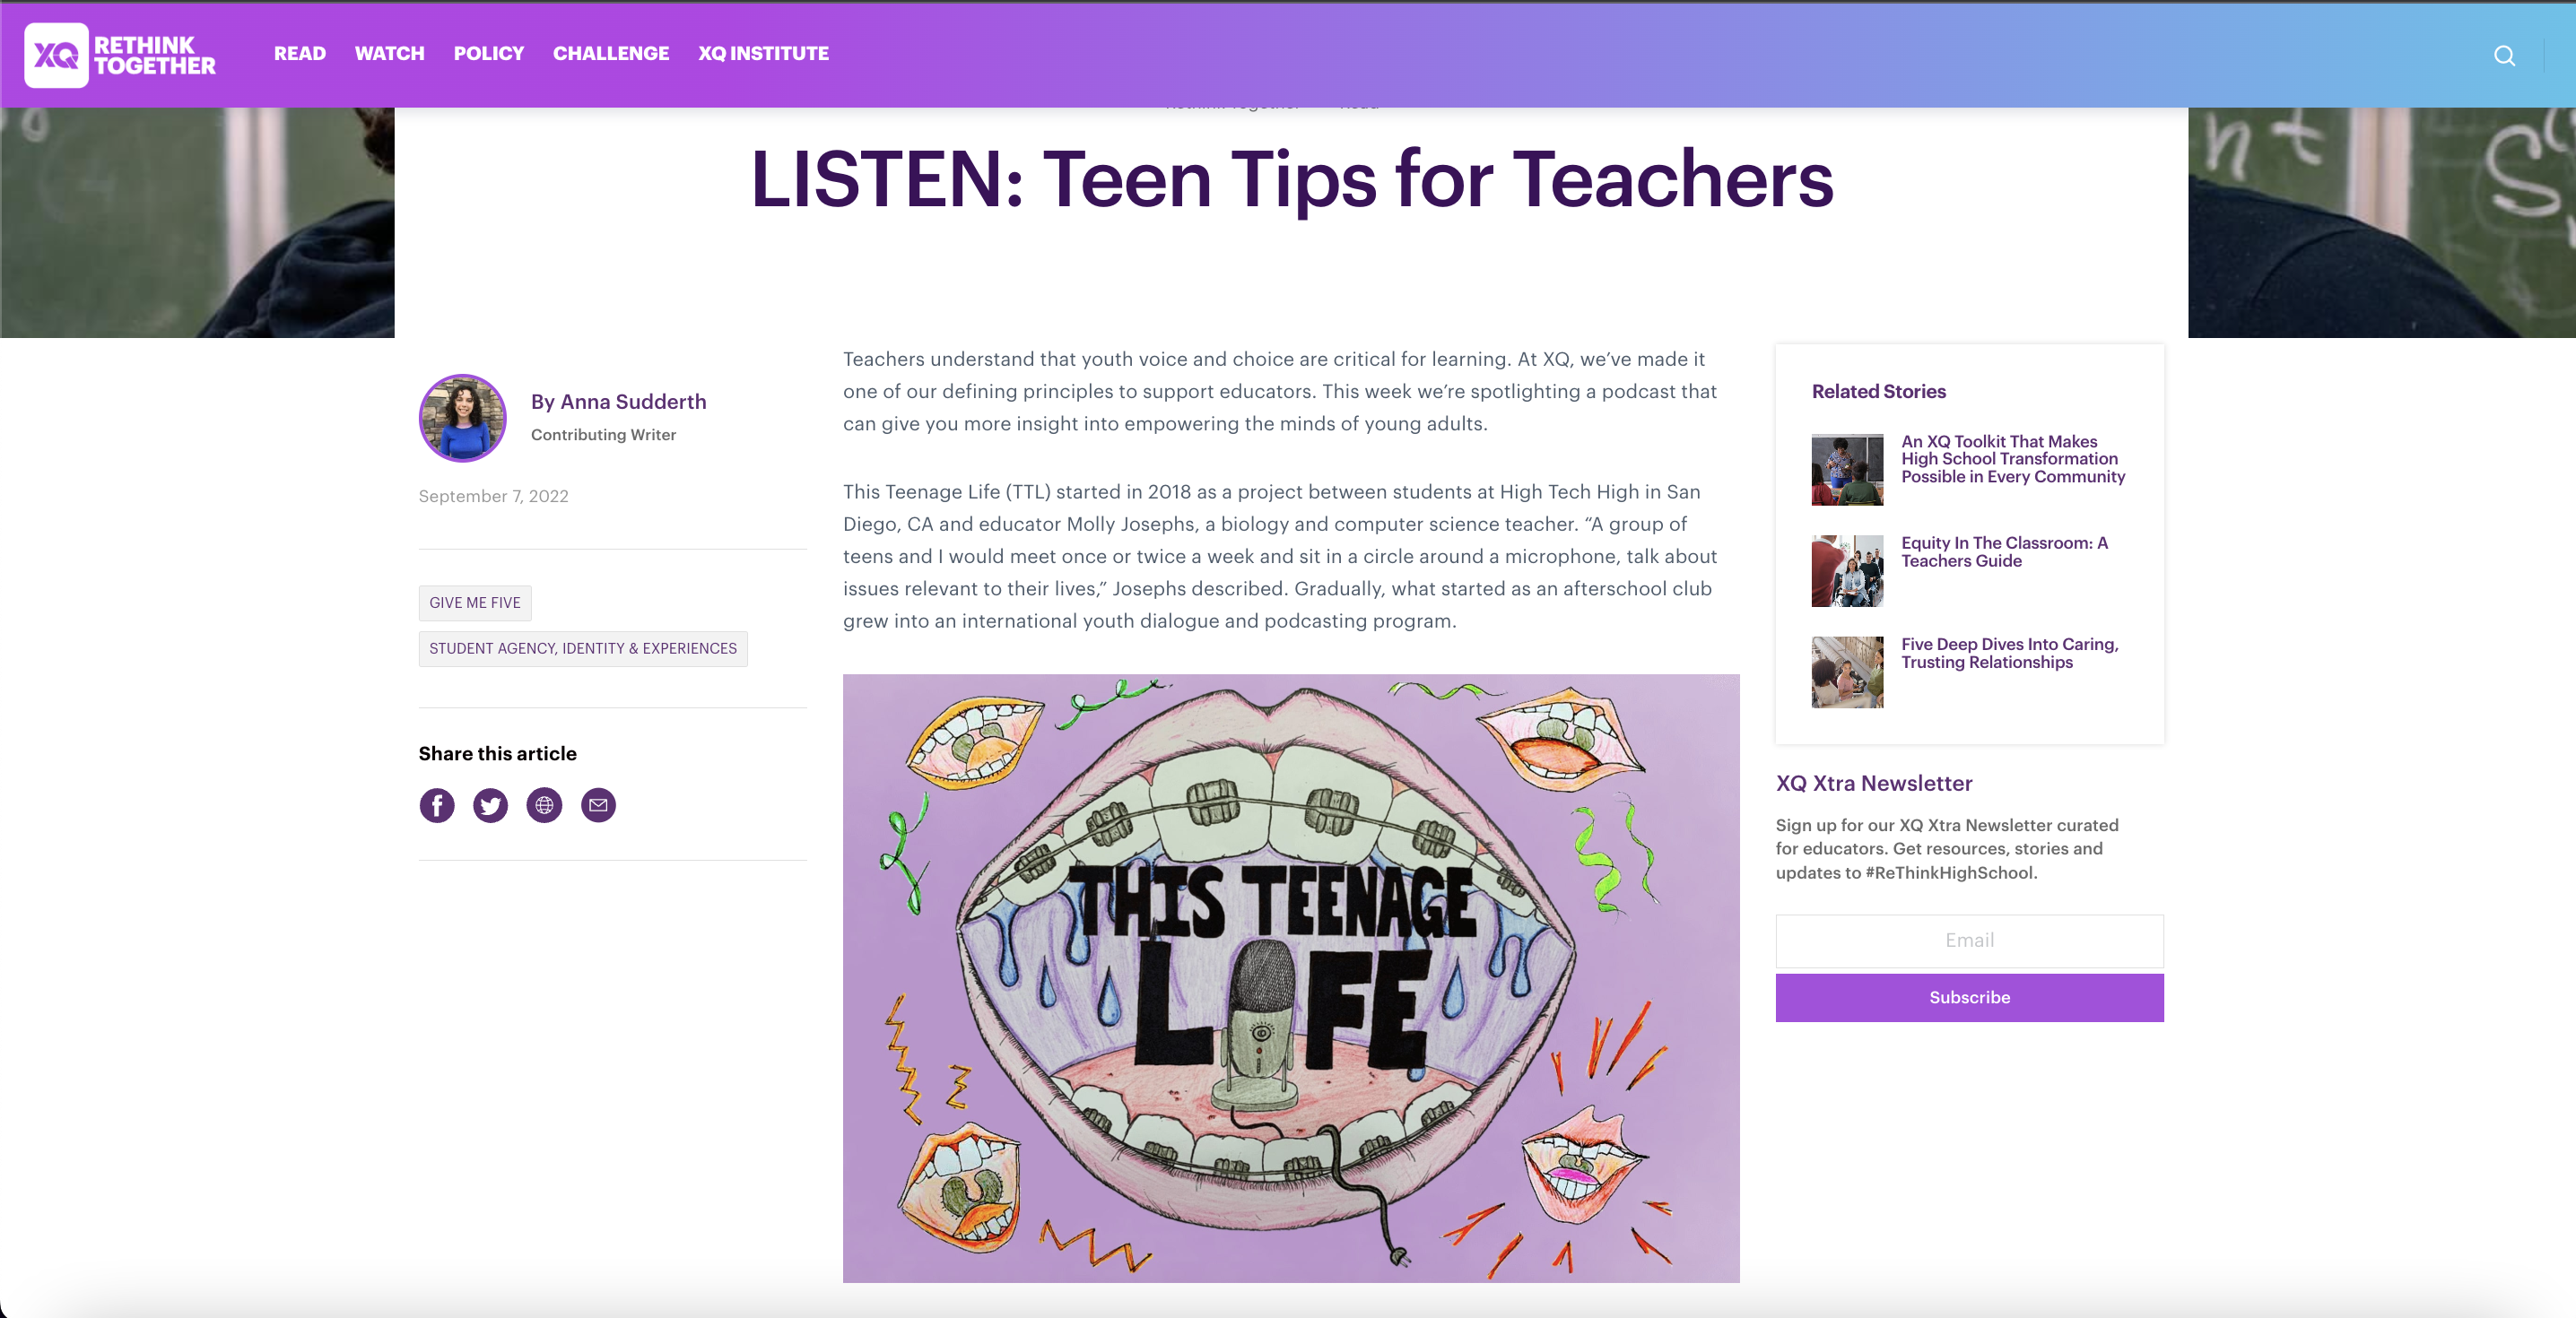 XQ RETHINK TOGETHER
READ WATCH POLICY CHALLENGE XQ INSTITUTE
LISTEN: Teen Tips for Teachers
By Anna Sudderth
Contributing Writer
September 7, 2022
GIVE ME FIVE
STUDENT AGENCY, IDENTITY & EXPERIENCES
Share this article
Teachers understand that youth voice and choice are critical for learning. At XQ, we’ve made it
one of our defining principles to support educators. This week we’re spotlighting a podcast that
can give you more insight into empowering the minds of young adults.
This Teenage Life (TTL) started in 2018 as a project between students at High Tech High in San
Diego, CA and educator Molly Josephs, a biology and computer science teacher. “A group of
teens and I would meet once or twice a week and sit in a circle around a microphone, talk about
issues relevant to their lives,” Josephs described. Gradually, what started as an afterschool club
grew into an international youth dialogue and podcasting program.
THIS TEENAGE
LIFE
Related Stories
An XQ Toolkit That Makes
High School Transformation
Possible in Every Community
Equity In The Classroom: A
Teachers Guide
Five Deep Dives Into Caring,
Trusting Relationships
XQ Xtra Newsletter
Sign up for our XQ Xtra Newsletter curated
for educators. Get resources, stories and
updates to #ReThinkHighSchool.
Email
Subscribe